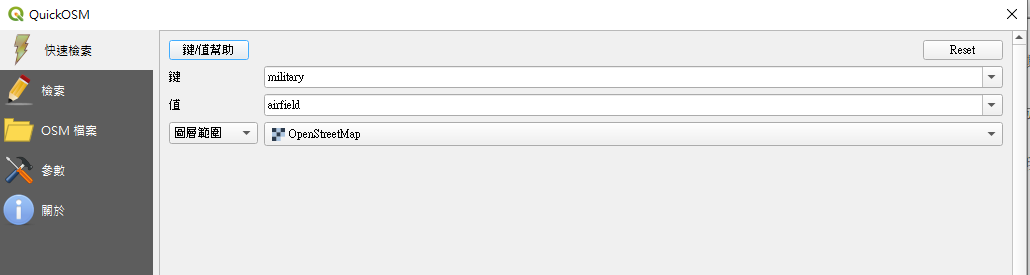 QuickOSM
快速檢索
檢索
OSM 檔案
參數
關於
鍵/值幫助
Reset
鍵
military
值
airfield
圖層範圍
OpenStreetMap